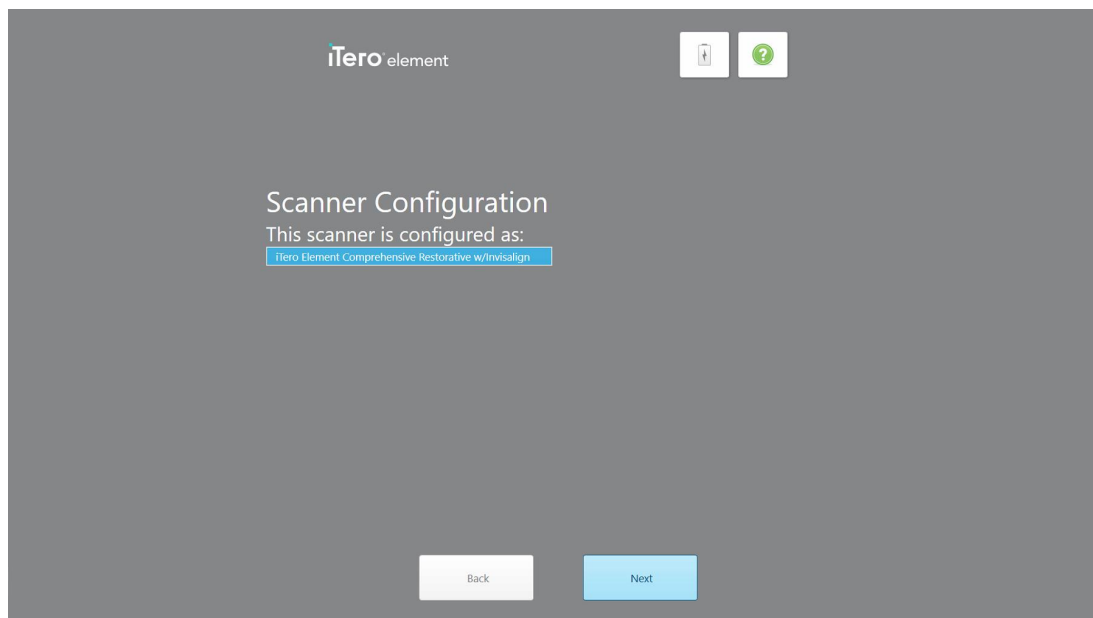 iTero element
?
Scanner Configuration
This scanner is configured as:
iTero Element Comprehensive Restorative w/Invisalign
Back
Next